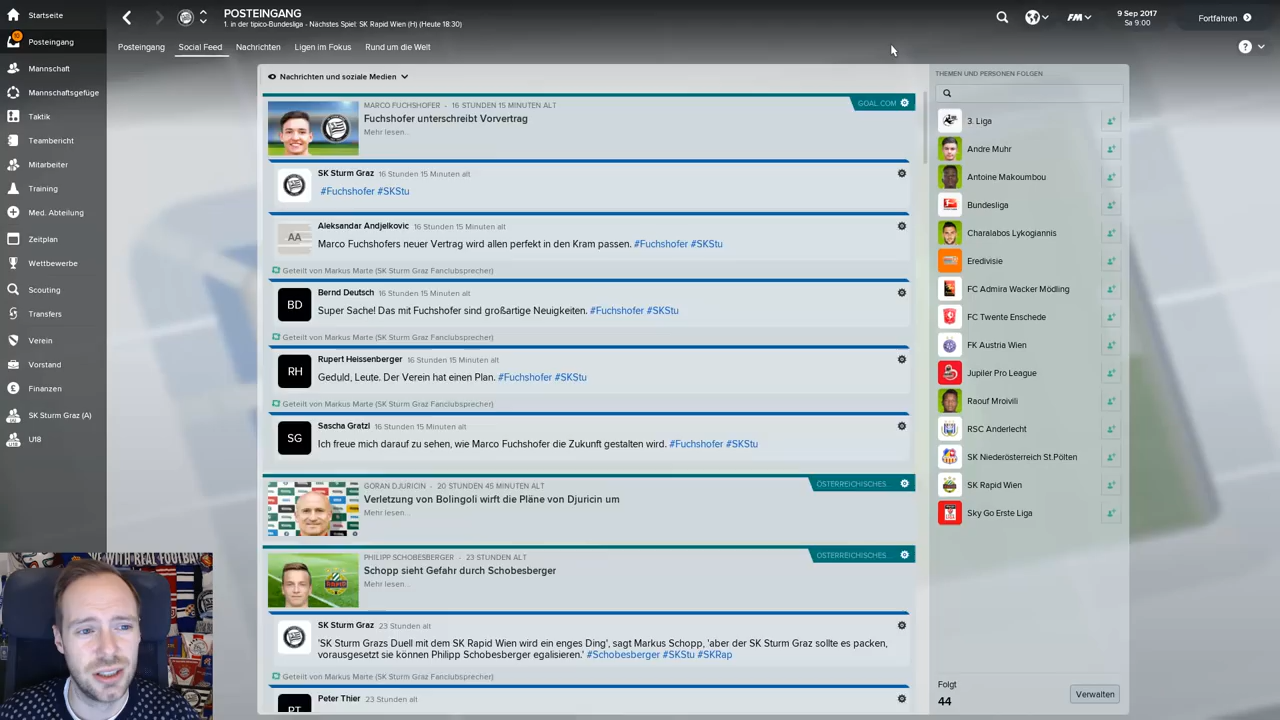 Startseite
POSTEINGANG
1. in der tipico-Bundesliga - Nächstes Spiel: SK Rapid Wien (H) (Heute 18:30)
FM
9 Sep 2017
Sa 9:00
Fortfahren
10
Posteingang
Posteingang
Social Feed
Nachrichten
Ligen im Fokus
Rund um die Welt
?
Mannschaft
Mannschaftsgefüge
Taktik
Teambericht
Mitarbeiter
Training
Med. Abteilung
Zeitplan
Wettbewerbe
Scouting
Transfers
Verein
Vorstand
Finanzen
SK Sturm Graz (A)
U18
Nachrichten und soziale Medien
MARCO FUCHSHOFER - 16 STUNDEN 15 MINUTEN ALT
GOAL.COM
Fuchshofer unterschreibt Vorvertrag
Mehr lesen...
SK Sturm Graz 16 Stunden 15 Minuten alt
#Fuchshofer #SKStu
AA
Aleksandar Andjelkovic 16 Stunden 15 Minuten alt
Marco Fuchshofers neuer Vertrag wird allen perfekt in den Kram passen. #Fuchshofer #SKStu
Geteilt von Markus Marte (SK Sturm Graz Fanclubsprecher)
BD
Bernd Deutsch 16 Stunden 15 Minuten alt
Super Sache! Das mit Fuchshofer sind großartige Neuigkeiten. #Fuchshofer #SKStu
Geteilt von Markus Marte (SK Sturm Graz Fanclubsprecher)
RH
Rupert Heissenberger 16 Stunden 15 Minuten alt
Geduld, Leute. Der Verein hat einen Plan. #Fuchshofer #SKStu
Geteilt von Markus Marte (SK Sturm Graz Fanclubsprecher)
SG
Sascha Gratzl 16 Stunden 15 Minuten alt
Ich freue mich darauf zu sehen, wie Marco Fuchshofer die Zukunft gestalten wird. #Fuchshofer #SKStu
GORAN DJURICIN - 20 STUNDEN 45 MINUTEN ALT
ÖSTERREICHISCHES...
Verletzung von Bolingoli wirft die Pläne von Djuricin um
Mehr lesen...
PHILIPP SCHOBESBERGER - 23 STUNDEN ALT
ÖSTERREICHISCHES...
Schopp sieht Gefahr durch Schobesberger
Mehr lesen...
SK Sturm Graz 23 Stunden alt
'SK Sturm Grazs Duell mit dem SK Rapid Wien wird ein enges Ding', sagt Markus Schopp, 'aber der SK Sturm Graz sollte es packen,
vorausgesetzt sie können Philipp Schobesberger egalisieren.' #Schobesberger #SKStu #SKRap
Geteilt von Markus Marte (SK Sturm Graz Fanclubsprecher)
PT
Peter Thier 23 Stunden alt
THEMEN UND PERSONEN FOLGEN
3. Liga
Andre Muhr
Antoine Makoumbou
Bundesliga
Charalabos Lykogiannis
Eredivisie
FC Admira Wacker Mödling
FC Twente Enschede
FK Austria Wien
Jupiler Pro League
Raouf Mroivili
RSC Anderlecht
SK Niederösterreich St.Pölten
SK Rapid Wien
Sky Go Erste Liga
Folgt
44
Verwalten